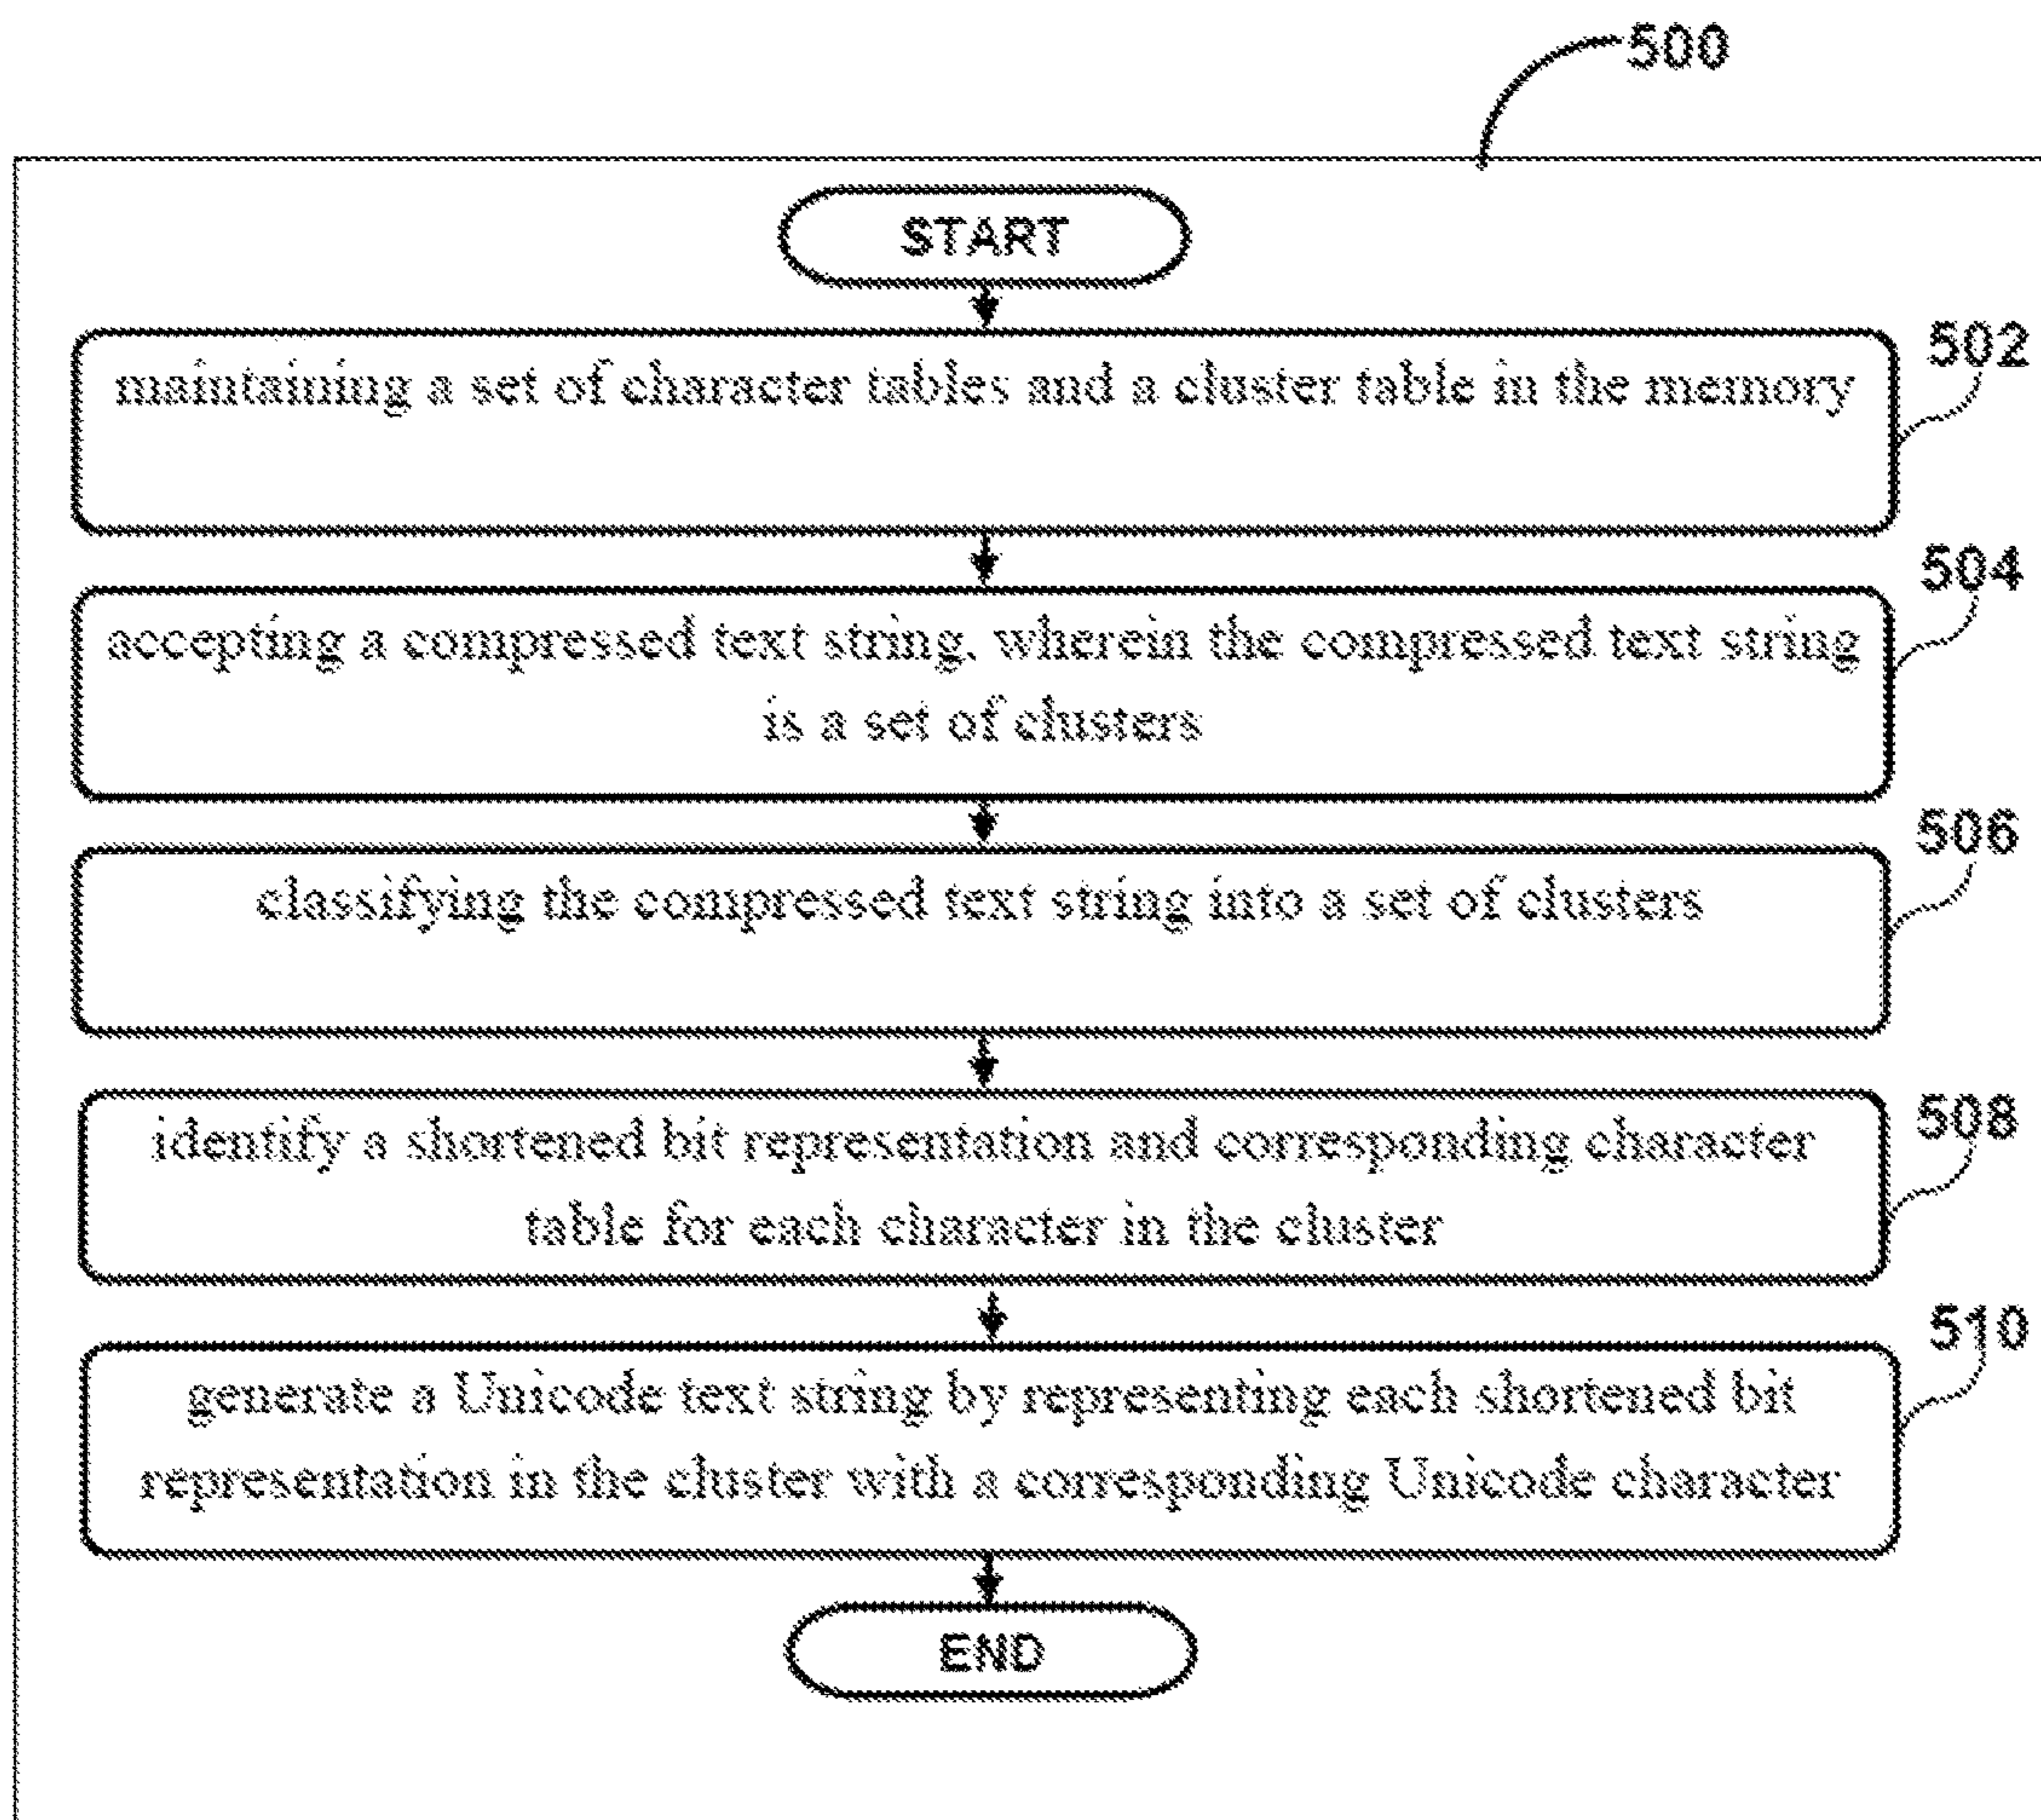 500
START
502
maintaining a set of character tables and a cluster table in the memory
504
accepting a compressed text string, wherein the compressed text string
is a set of clusters
506
classifying the compressed text string into a set of clusters
508
identify a shortened bit representation and corresponding character
table for each character in the cluster
510
generate a Unicode text string by representing each shortened bit
representation in the cluster with a corresponding Unicode character
END